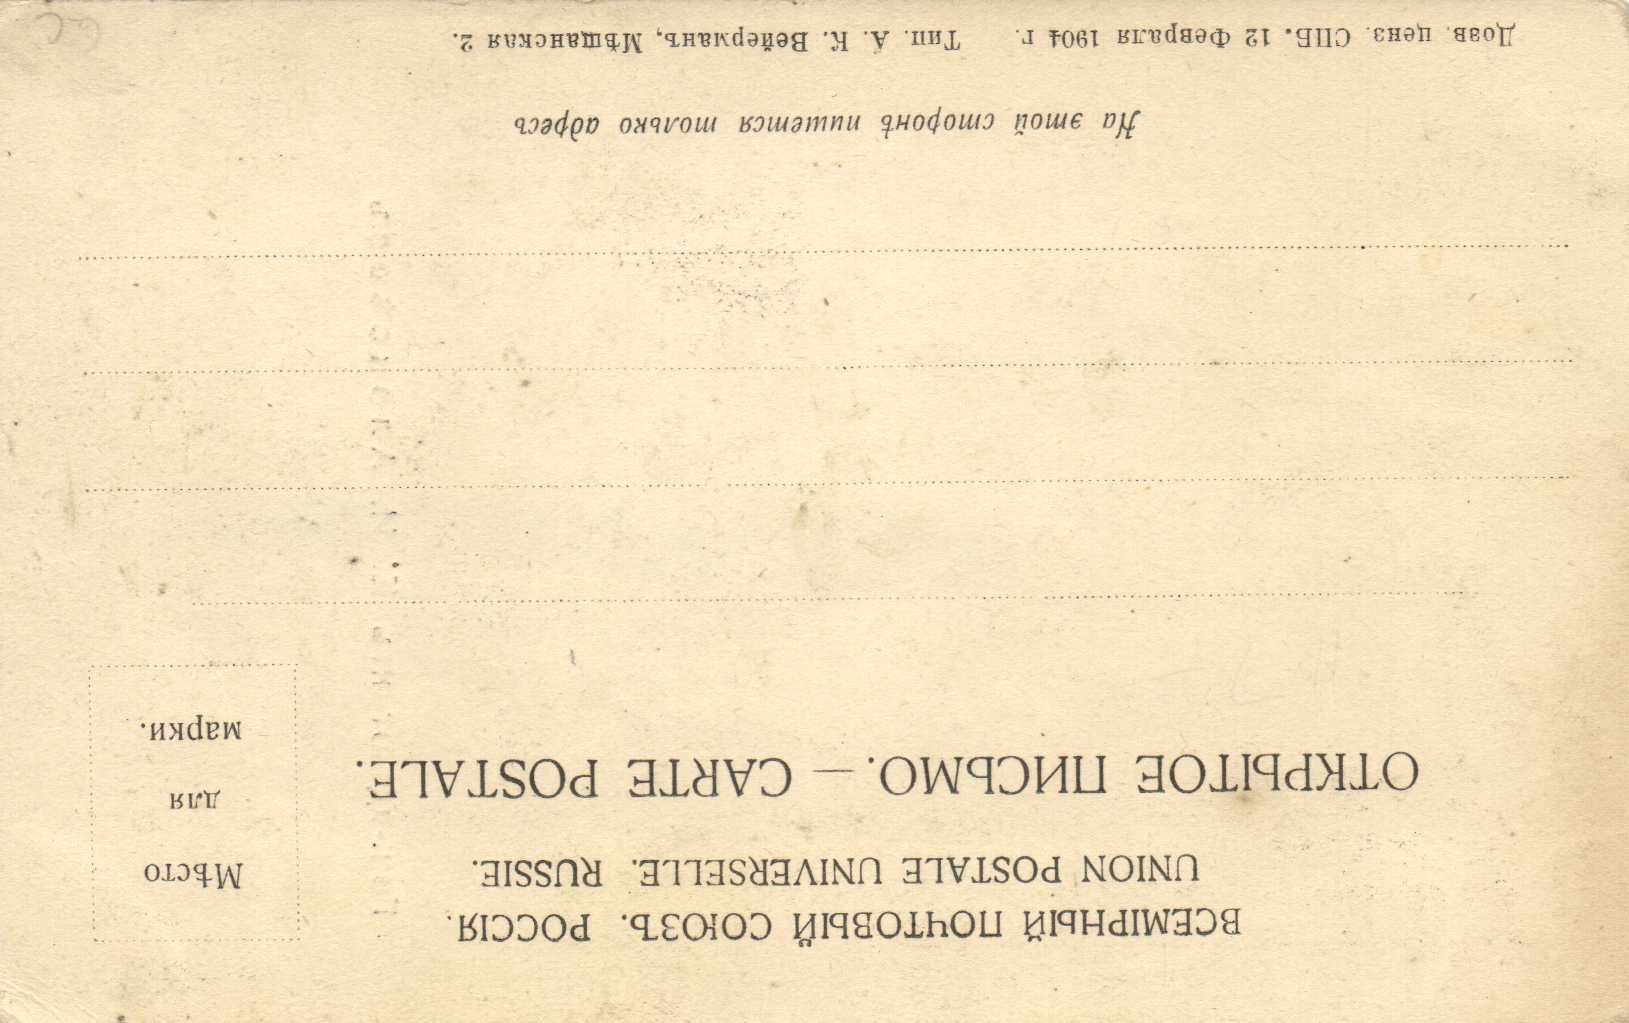 ВСЕМІРНЫЙ ПОЧТОВЫЙ СОЮЗЪ. РОССІЯ.
UNION POSTALE UNIVERSELLE. RUSSIE.
ОТКРЫТОЕ ПИСЬМО. — CARTE POSTALE.
Мѣсто
для
марки.
На этой сторонѣ пишется только адресъ
Дозв. ценз. СПБ. 12 Февраля 1904 г. Тип. А. К. Вейерманъ, Мѣщанская 2.